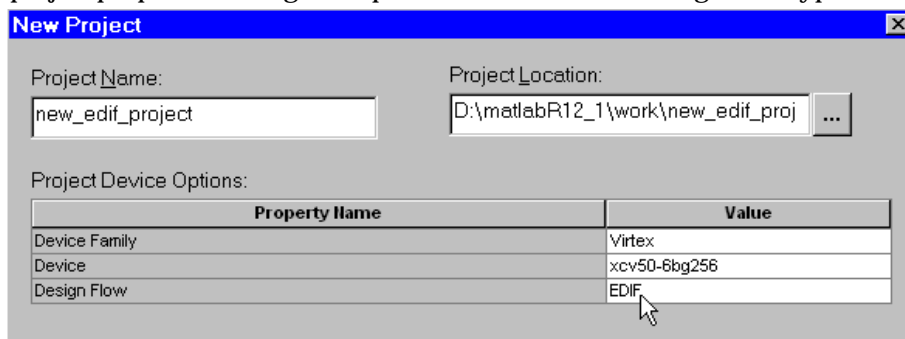 New Project
Project Name:
new_edif_project
Project Location:
D:\matlabR12_1\work\new_edif_proj
...
Project Device Options:
Property Name Value
Device Family Virtex
Device xcv50-6bg256
Design Flow EDIF